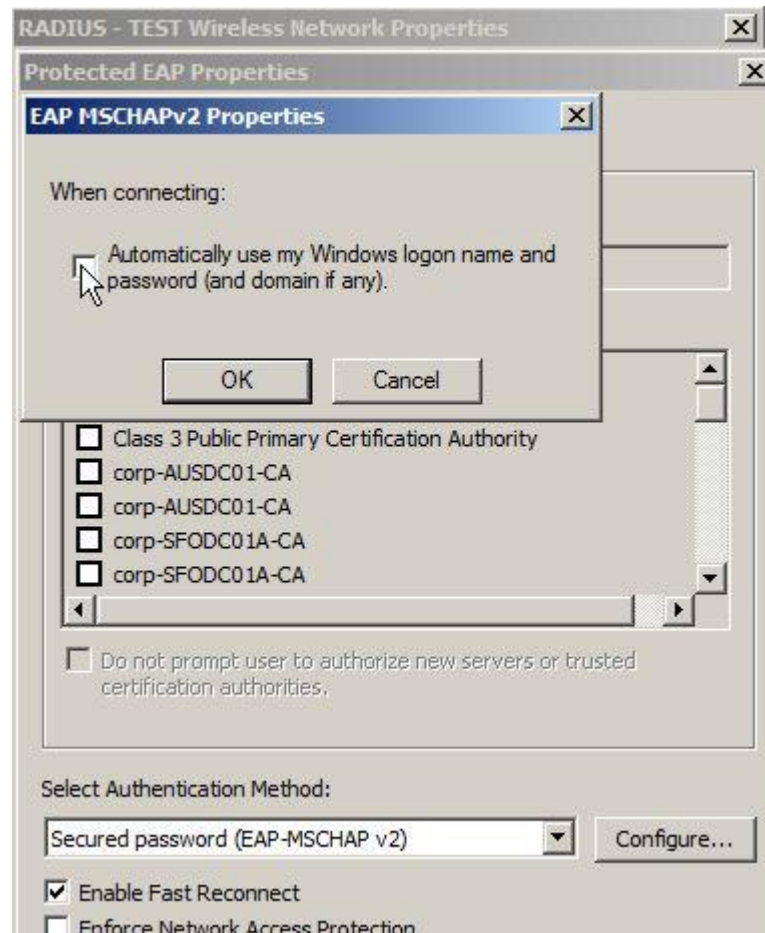 RADIUS - TEST Wireless Network Properties
Protected EAP Properties
EAP MSCHAPv2 Properties
When connecting:
Automatically use my Windows logon name and
password (and domain if any).
OK
Cancel
Class 3 Public Primary Certification Authority
corp-AUSDC01-CA
corp-AUSDC01-CA
corp-SFODC01A-CA
corp-SFODC01A-CA
Do not prompt user to authorize new servers or trusted
certification authorities.
Select Authentication Method:
Secured password (EAP-MSCHAP v2)
Configure...
Enable Fast Reconnect
Enforce Network Access Protection